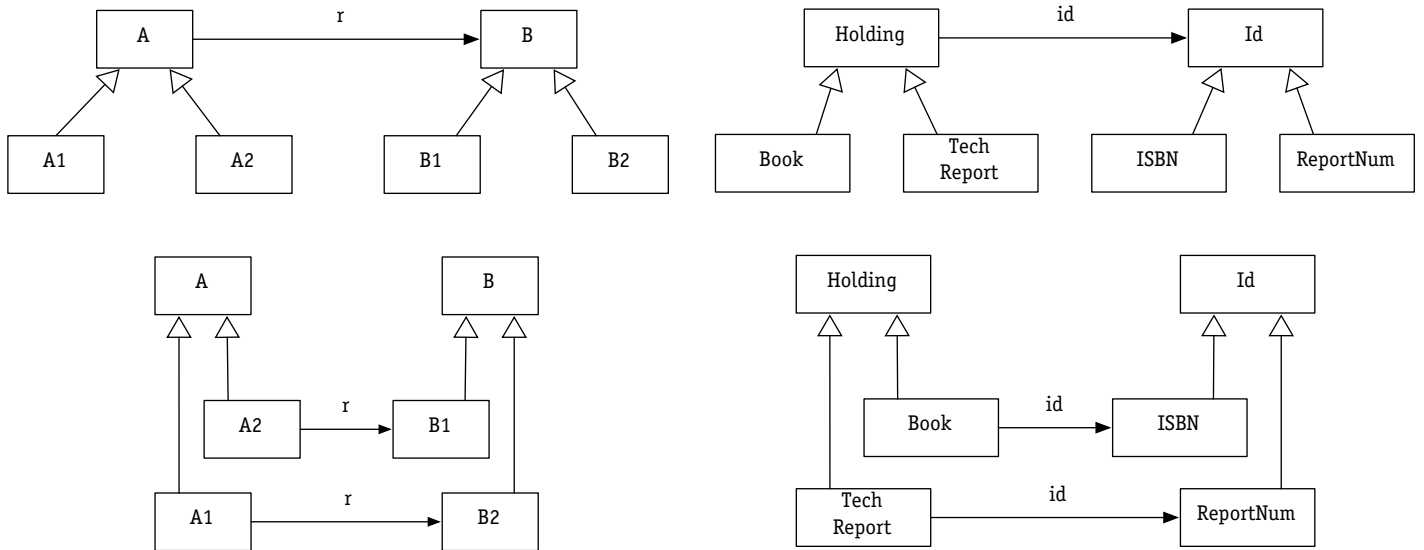 r
A
B
A1
A2
B1
B2
id
Holding
Id
Book
Tech
Report
ISBN
ReportNum
A
B
r
A2
B1
r
A1
B2
Holding
Id
id
Book
ISBN
id
Tech
Report
ReportNum